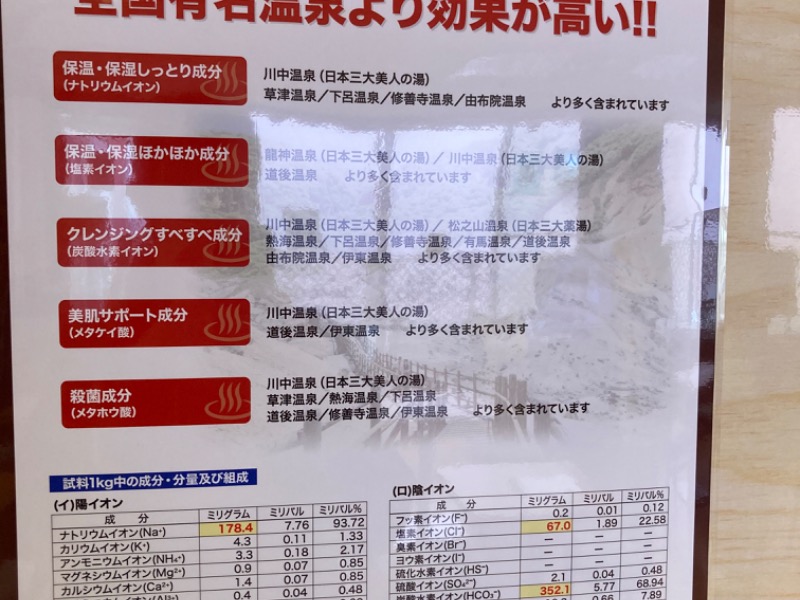 全国有名温泉より効果が高い!!
保温・保湿しっとり成分
(ナトリウムイオン)
川中温泉(日本三大美人の湯)
草津温泉／下呂温泉／修善寺温泉／由布院温泉 より多く含まれています
保温・保湿ほかほか成分
(塩素イオン)
龍神温泉(日本三大美人の湯)／川中温泉(日本三大美人の湯)
道後温泉 より多く含まれています
クレンジングすべすべ成分
(炭酸水素イオン)
川中温泉(日本三大美人の湯)／松之山温泉(日本三大薬湯)
熱海温泉／下呂温泉／修善寺温泉／有馬温泉／道後温泉
由布院温泉／伊東温泉 より多く含まれています
美肌サポート成分
(メタケイ酸)
川中温泉(日本三大美人の湯)
道後温泉／伊東温泉 より多く含まれています
殺菌成分
(メタホウ酸)
川中温泉(日本三大美人の湯)
草津温泉／熱海温泉／下呂温泉
道後温泉／修善寺温泉／伊東温泉 より多く含まれています
試料1kg中の成分・分量及び組成
(イ)陽イオン
成 分 ミリグラム ミリバル ミリバル%
ナトリウムイオン(Na⁺) 178.4 7.76 93.72
カリウムイオン(K⁺) 4.3 0.11 1.33
アンモニウムイオン(NH₄⁺) 3.3 0.18 2.17
マグネシウムイオン(Mg²⁺) 0.9 0.07 0.85
カルシウムイオン(Ca²⁺) 1.4 0.07 0.85
0.4 0.04 0.48
(ロ)陰イオン
成 分 ミリグラム ミリバル ミリバル%
フッ素イオン(F⁻) 0.2 0.01 0.12
塩素イオン(Cl⁻) 67.0 1.89 22.58
臭素イオン(Br⁻) — — —
ヨウ素イオン(I⁻) — — —
硫化水素イオン(HS⁻) — — —
硫酸イオン(SO₄²⁻) 2.1 0.04 0.48
炭酸水素イオン(HCO₃⁻) 352.1 5.77 68.94
0.66 7.89